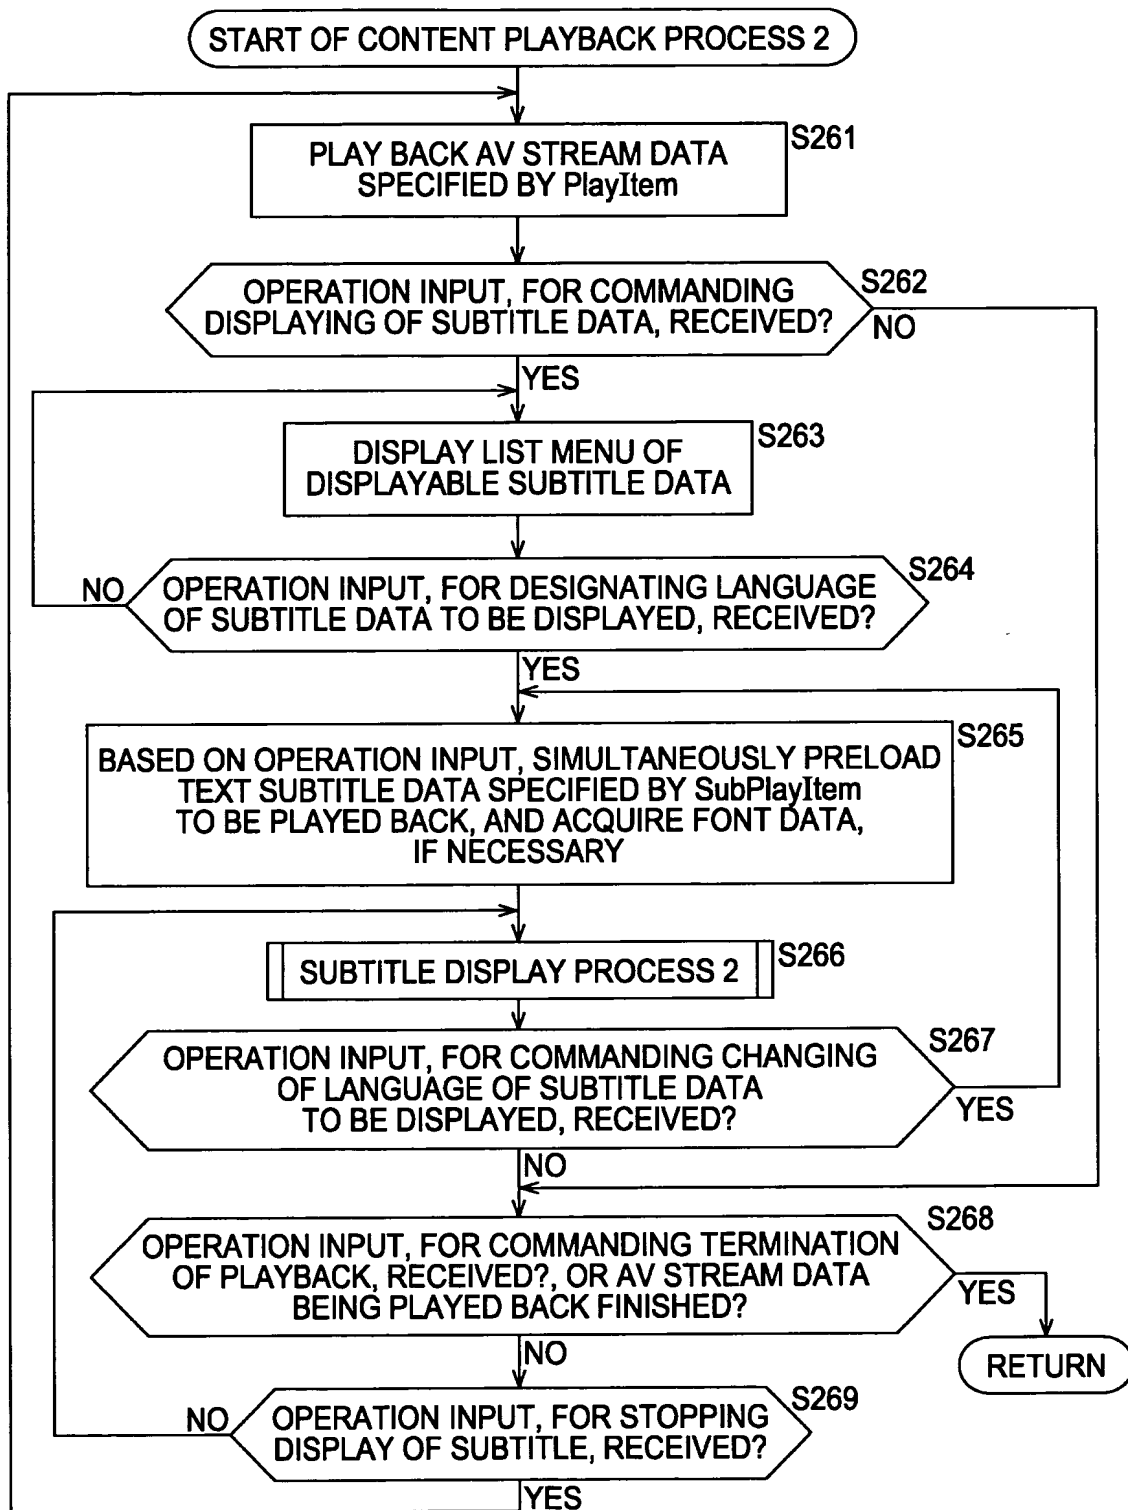 START OF CONTENT PLAYBACK PROCESS 2
S261
PLAY BACK AV STREAM DATA
SPECIFIED BY PlayItem
S262
OPERATION INPUT, FOR COMMANDING
DISPLAYING OF SUBTITLE DATA, RECEIVED?
NO
YES
S263
DISPLAY LIST MENU OF
DISPLAYABLE SUBTITLE DATA
S264
NO
OPERATION INPUT, FOR DESIGNATING LANGUAGE
OF SUBTITLE DATA TO BE DISPLAYED, RECEIVED?
YES
S265
BASED ON OPERATION INPUT, SIMULTANEOUSLY PRELOAD
TEXT SUBTITLE DATA SPECIFIED BY SubPlayItem
TO BE PLAYED BACK, AND ACQUIRE FONT DATA,
IF NECESSARY
S266
SUBTITLE DISPLAY PROCESS 2
S267
OPERATION INPUT, FOR COMMANDING CHANGING
OF LANGUAGE OF SUBTITLE DATA
TO BE DISPLAYED, RECEIVED?
YES
NO
S268
OPERATION INPUT, FOR COMMANDING TERMINATION
OF PLAYBACK, RECEIVED?, OR AV STREAM DATA
BEING PLAYED BACK FINISHED?
YES
NO
RETURN
S269
NO
OPERATION INPUT, FOR STOPPING
DISPLAY OF SUBTITLE, RECEIVED?
YES